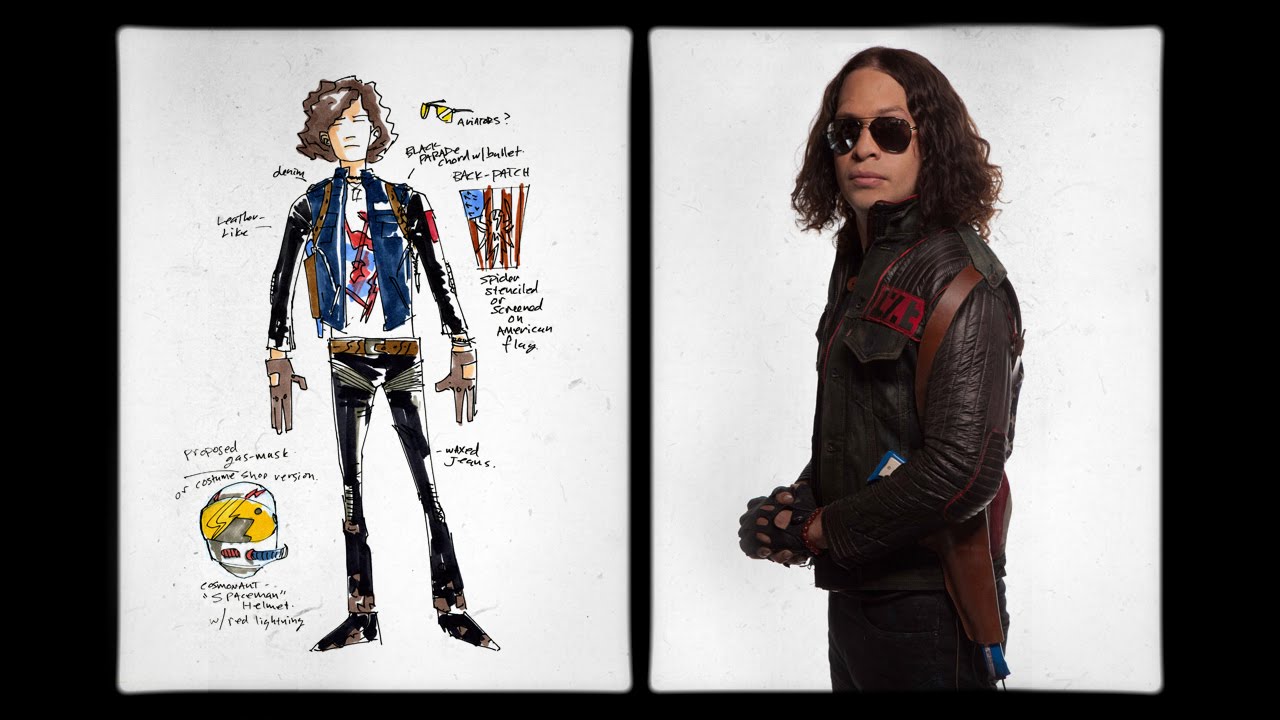 AVIATORS?
BLACK
PARADE
chord w/bullet.
BACK-PATCH
denim
Leather-
Like
spider
stenciled
or
screened
on
American
flag.
proposed
gas-mask
or costume shop version.
-waxed
Jeans.
COSMONAUT --
"SPACEMAN"
Helmet.
w/red lightning